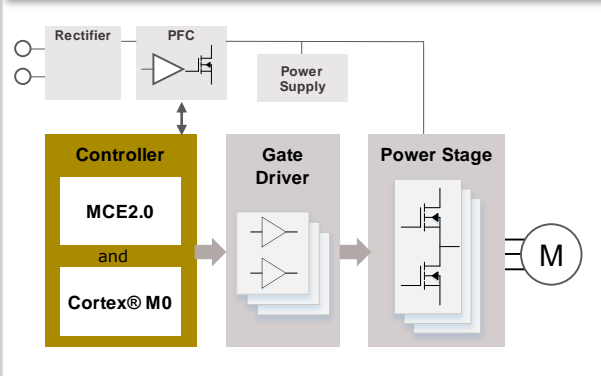 Rectifier
PFC
Power
Supply
Controller
Gate
Driver
Power Stage
MCE2.0
and
Cortex® M0
M